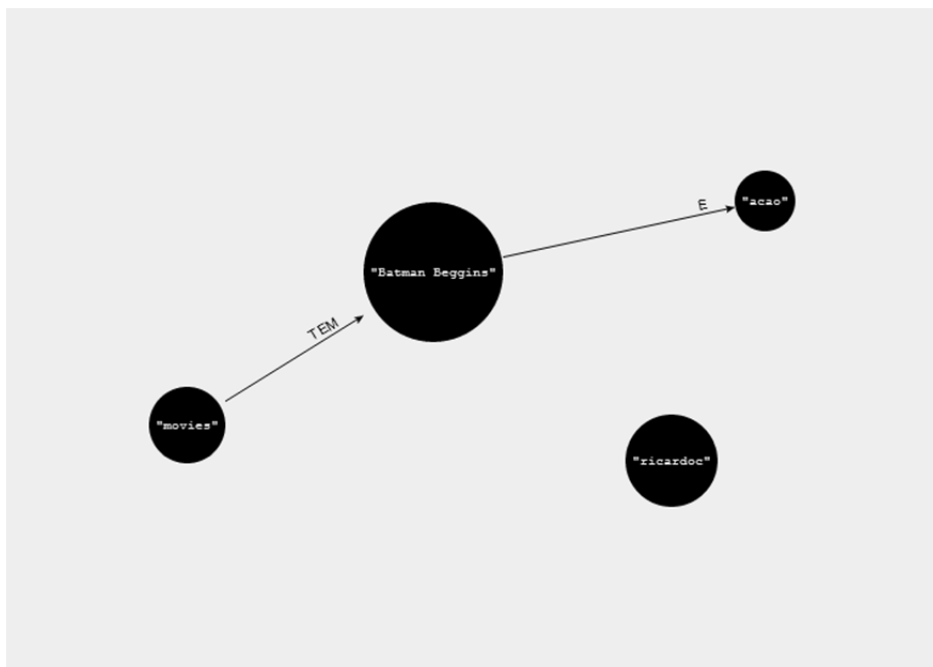 "acao"
E
"Batman Beggins"
TEM
"movies"
"ricardoc"